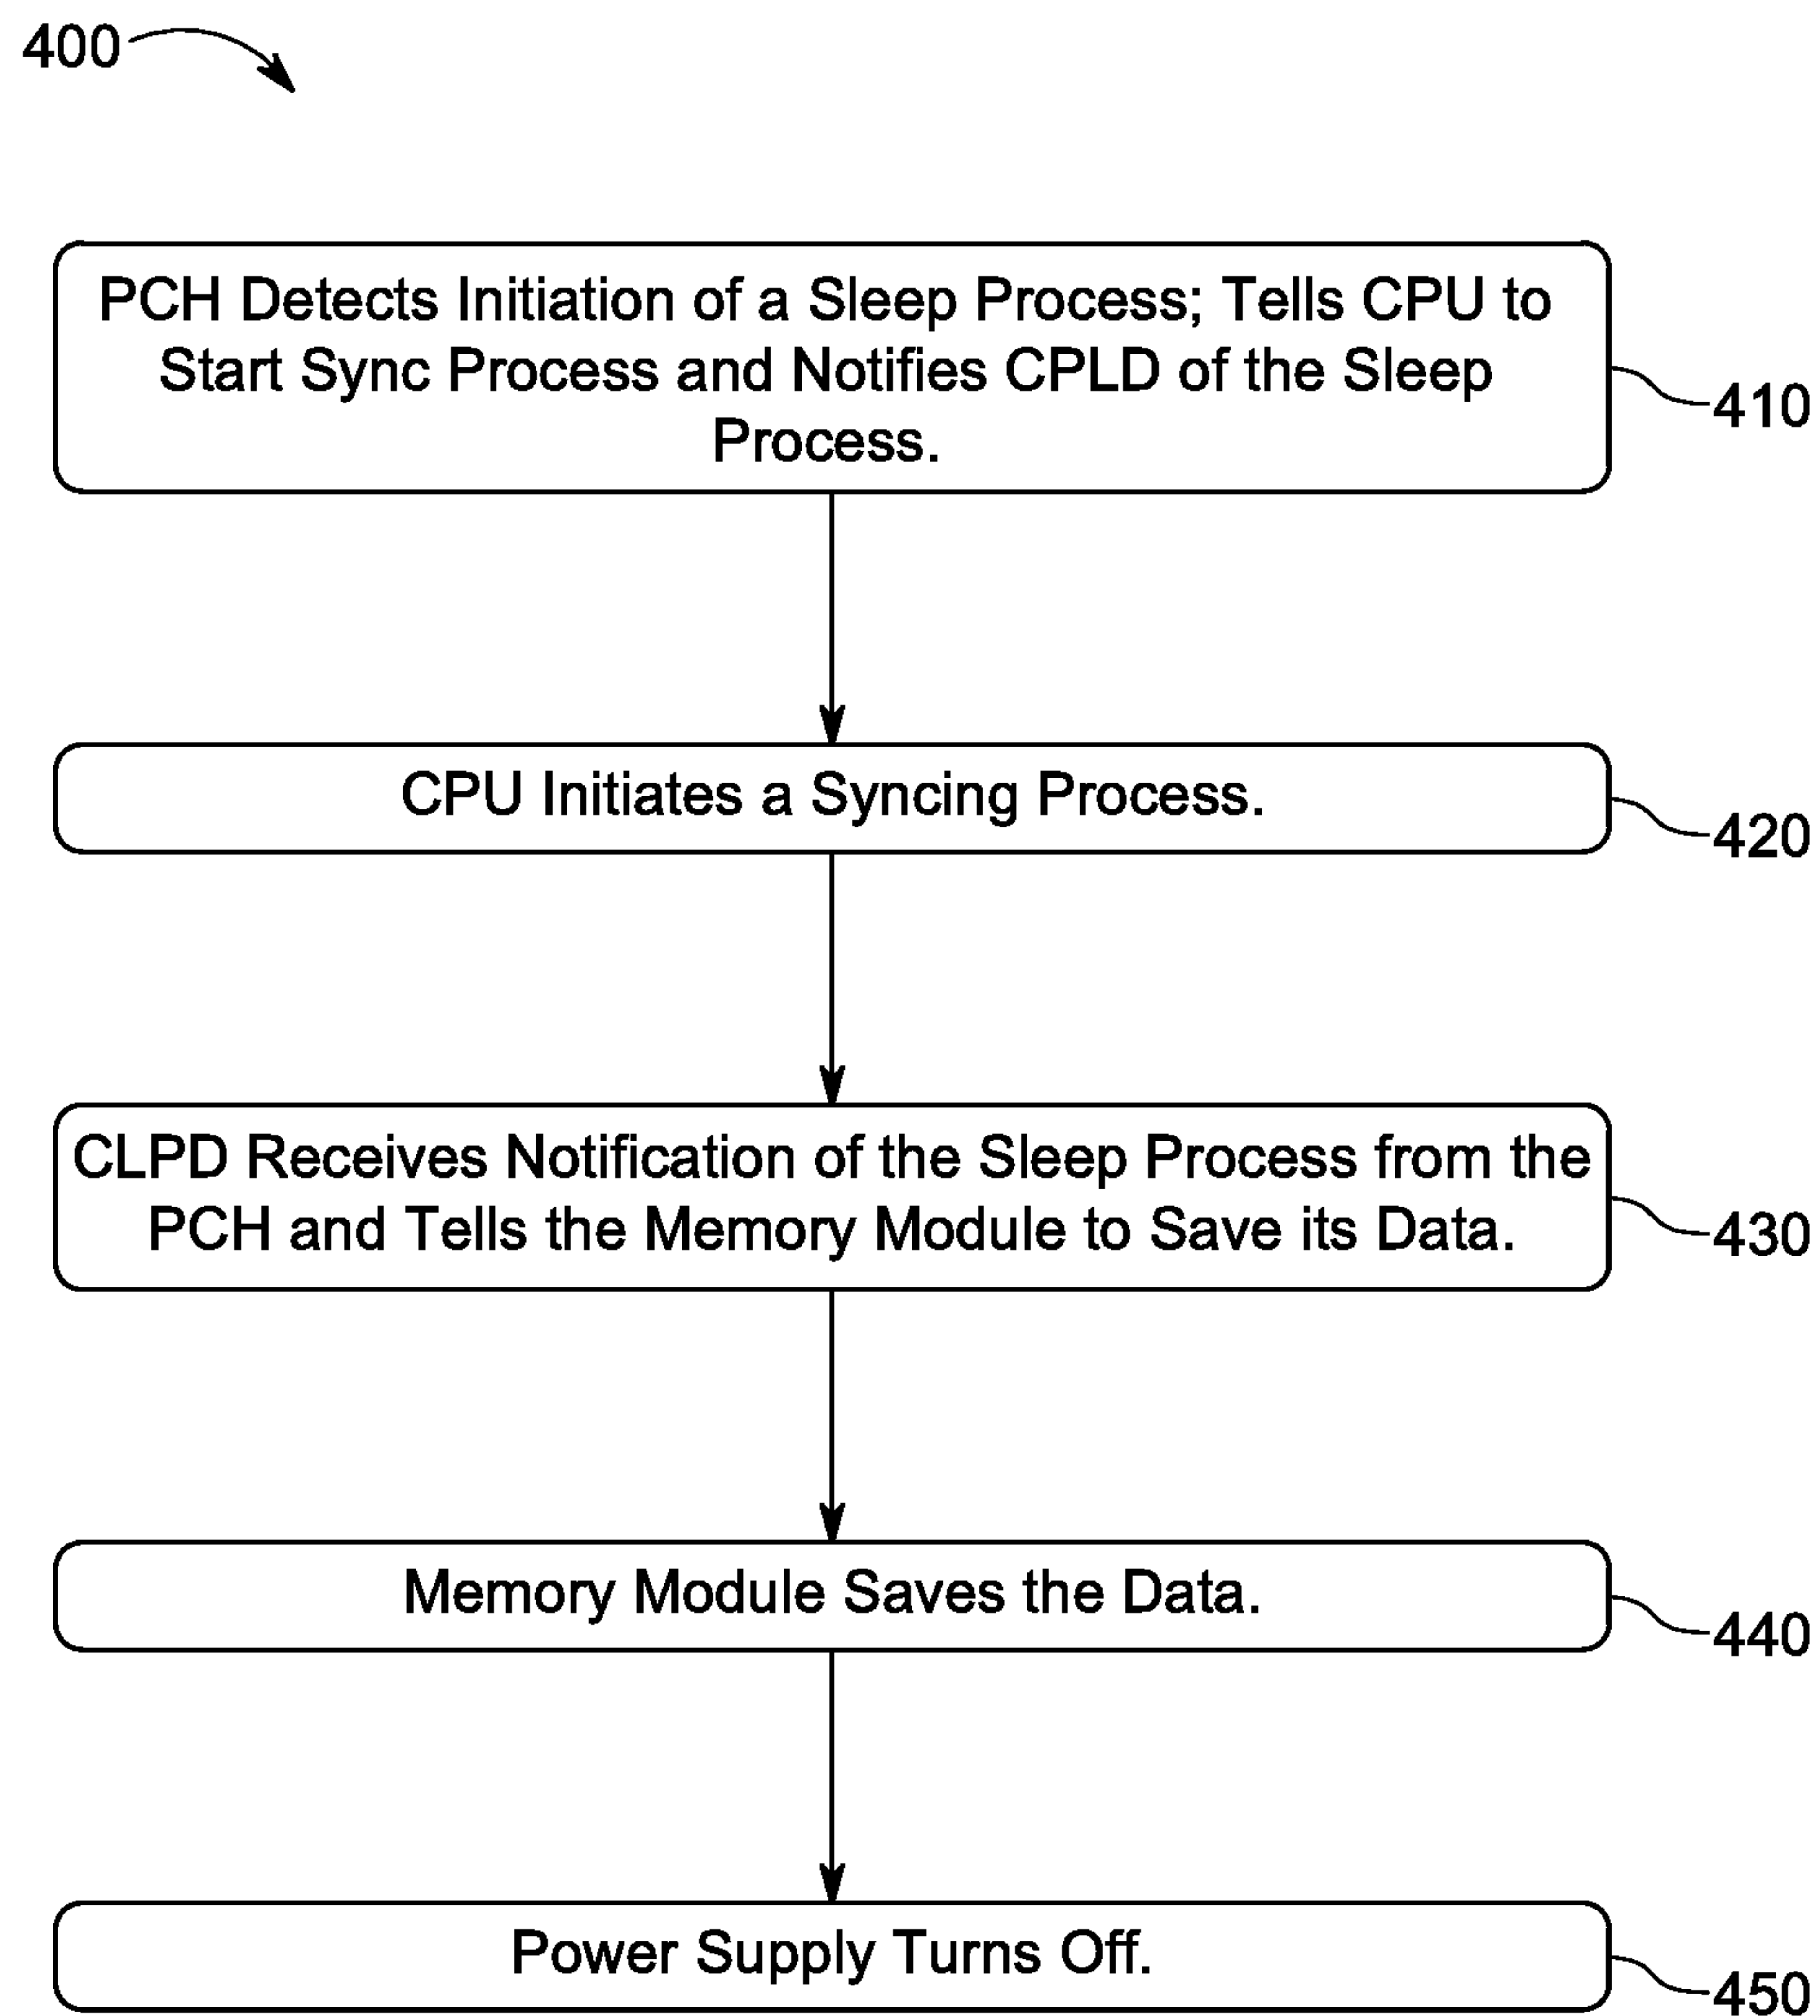 400
PCH Detects Initiation of a Sleep Process; Tells CPU to
Start Sync Process and Notifies CPLD of the Sleep
Process.
410
CPU Initiates a Syncing Process.
420
CLPD Receives Notification of the Sleep Process from the
PCH and Tells the Memory Module to Save its Data.
430
Memory Module Saves the Data.
440
Power Supply Turns Off.
450